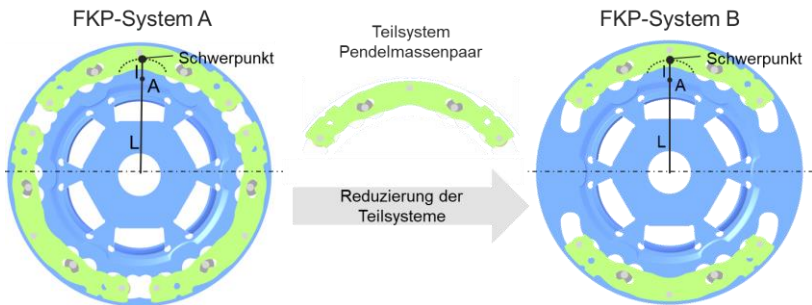 FKP-System A
Schwerpunkt
l
A
L
Teilsystem
Pendelmassenpaar
Reduzierung der
Teilsysteme
FKP-System B
Schwerpunkt
l
A
L